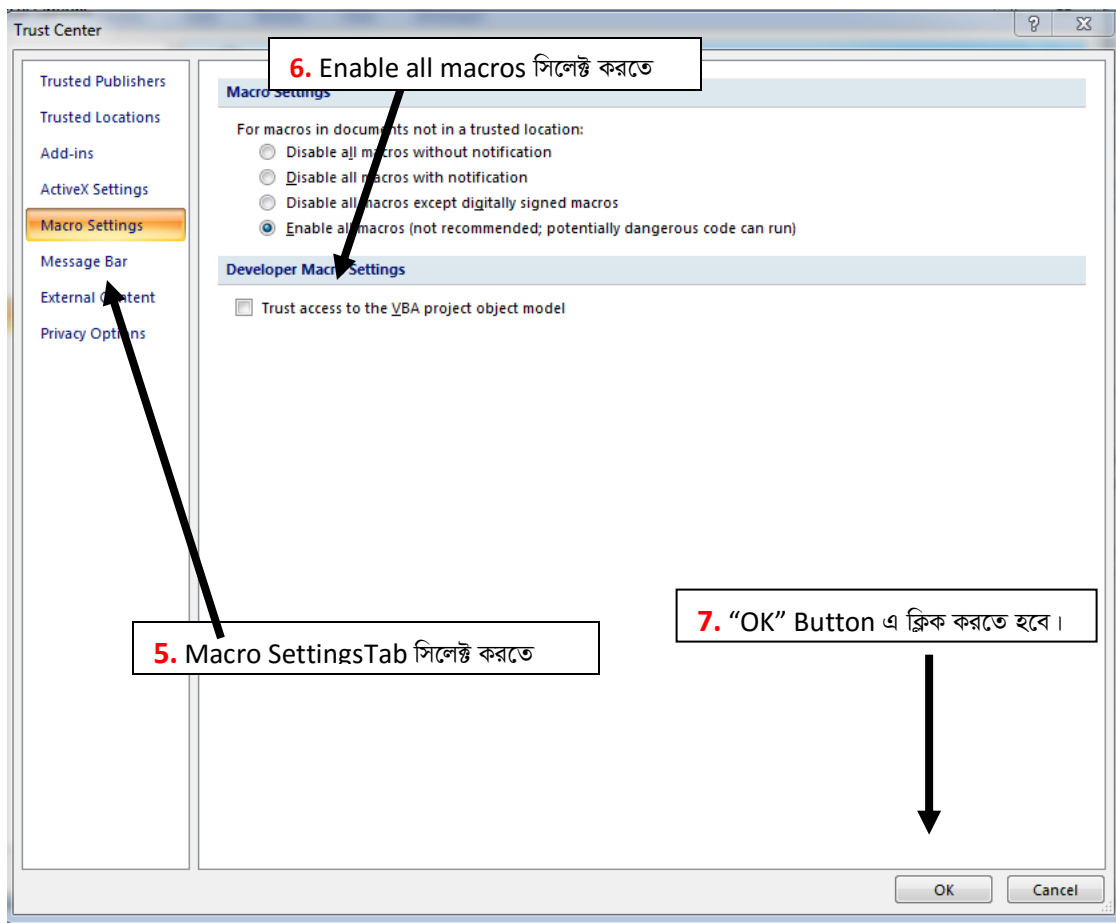 Trust Center
6. Enable all macros সিলেক্ট করতে
Trusted Publishers
Trusted Locations
Add-ins
ActiveX Settings
Macro Settings
Message Bar
External Content
Privacy Options
Macro Settings
For macros in documents not in a trusted location:
Disable all macros without notification
Disable all macros with notification
Disable all macros except digitally signed macros
Enable all macros (not recommended; potentially dangerous code can run)
Developer Macro Settings
Trust access to the VBA project object model
7. “OK” Button এ ক্লিক করতে হবে।
5. Macro SettingsTab সিলেক্ট করতে
OK
Cancel